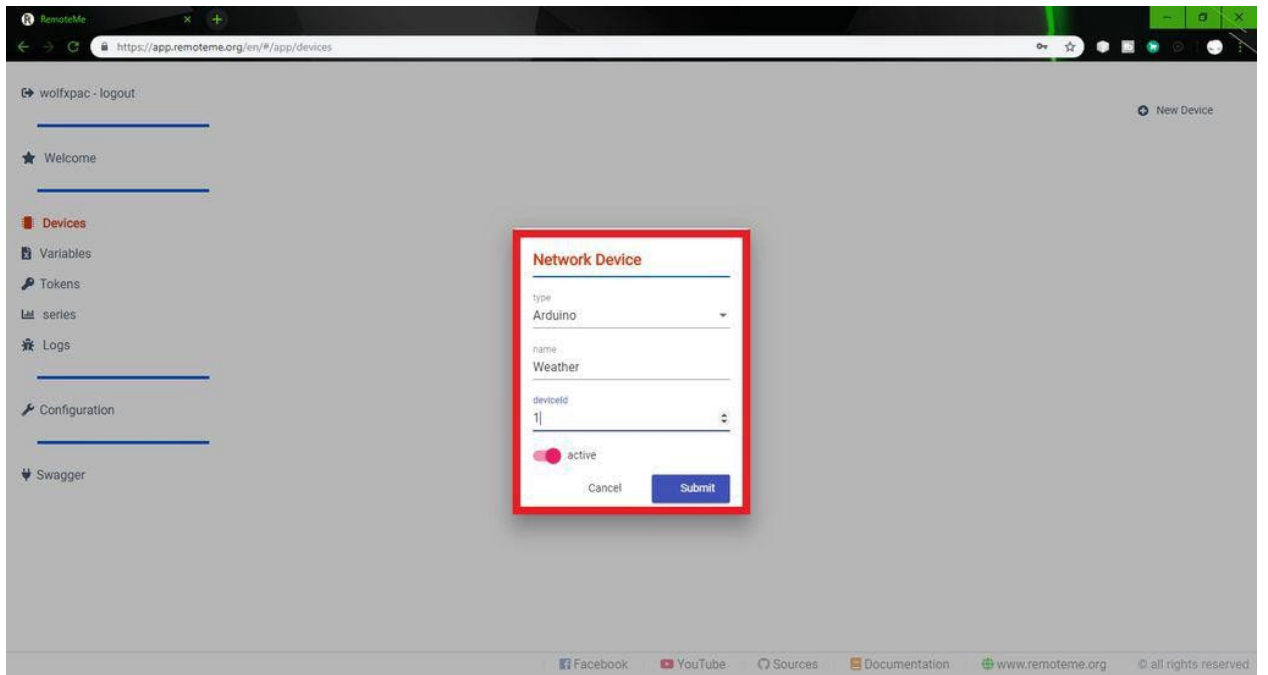 RemoteMe
https://app.remoteme.org/en/#/app/devices
wolfxpac - logout
New Device
Welcome
Devices
Variables
Tokens
series
Logs
Configuration
Swagger
Network Device
type
Arduino
name
Weather
deviceId
1
active
Cancel Submit
Facebook YouTube Sources Documentation www.remoteme.org © all rights reserved